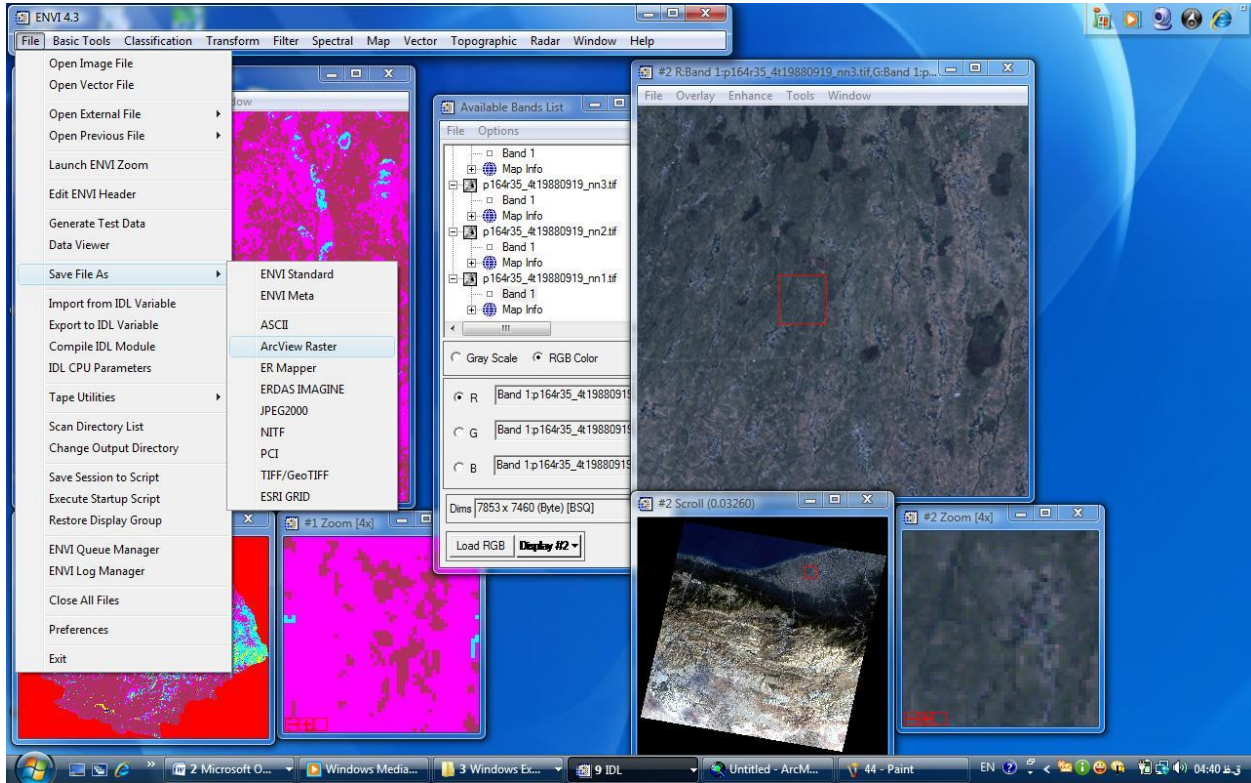 ENVI 4.3
File Basic Tools Classification Transform Filter Spectral Map Vector Topographic Radar Window Help
Open Image File
Open Vector File
Open External File
Open Previous File
Launch ENVI Zoom
Edit ENVI Header
Generate Test Data
Data Viewer
Save File As
Import from IDL Variable
Export to IDL Variable
Compile IDL Module
IDL CPU Parameters
Tape Utilities
Scan Directory List
Change Output Directory
Save Session to Script
Execute Startup Script
Restore Display Group
ENVI Queue Manager
ENVI Log Manager
Close All Files
Preferences
Exit
ENVI Standard
ENVI Meta
ASCII
ArcView Raster
ER Mapper
ERDAS IMAGINE
JPEG2000
NITF
PCI
TIFF/GeoTIFF
ESRI GRID
dow
#1 Zoom [4x]
Available Bands List
File Options
Band 1
Map Info
p164r35_4t19880919_nn3.tif
Band 1
Map Info
p164r35_4t19880919_nn2.tif
Band 1
Map Info
p164r35_4t19880919_nn1.tif
Band 1
Map Info
Gray Scale RGB Color
R Band 1:p164r35_4t19880919
G Band 1:p164r35_4t19880919
B Band 1:p164r35_4t19880919
Dims 7853 x 7460 (Byte) [BSQ]
Load RGB Display #2
#2 R:Band 1:p164r35_4t19880919_nn3.tif,G:Band 1:p...
File Overlay Enhance Tools Window
#2 Scroll (0.03260)
#2 Zoom [4x]
2 Microsoft O... Windows Media... 3 Windows Ex... 9 IDL Untitled - ArcM... 44 - Paint EN 04:40 ق.ظ